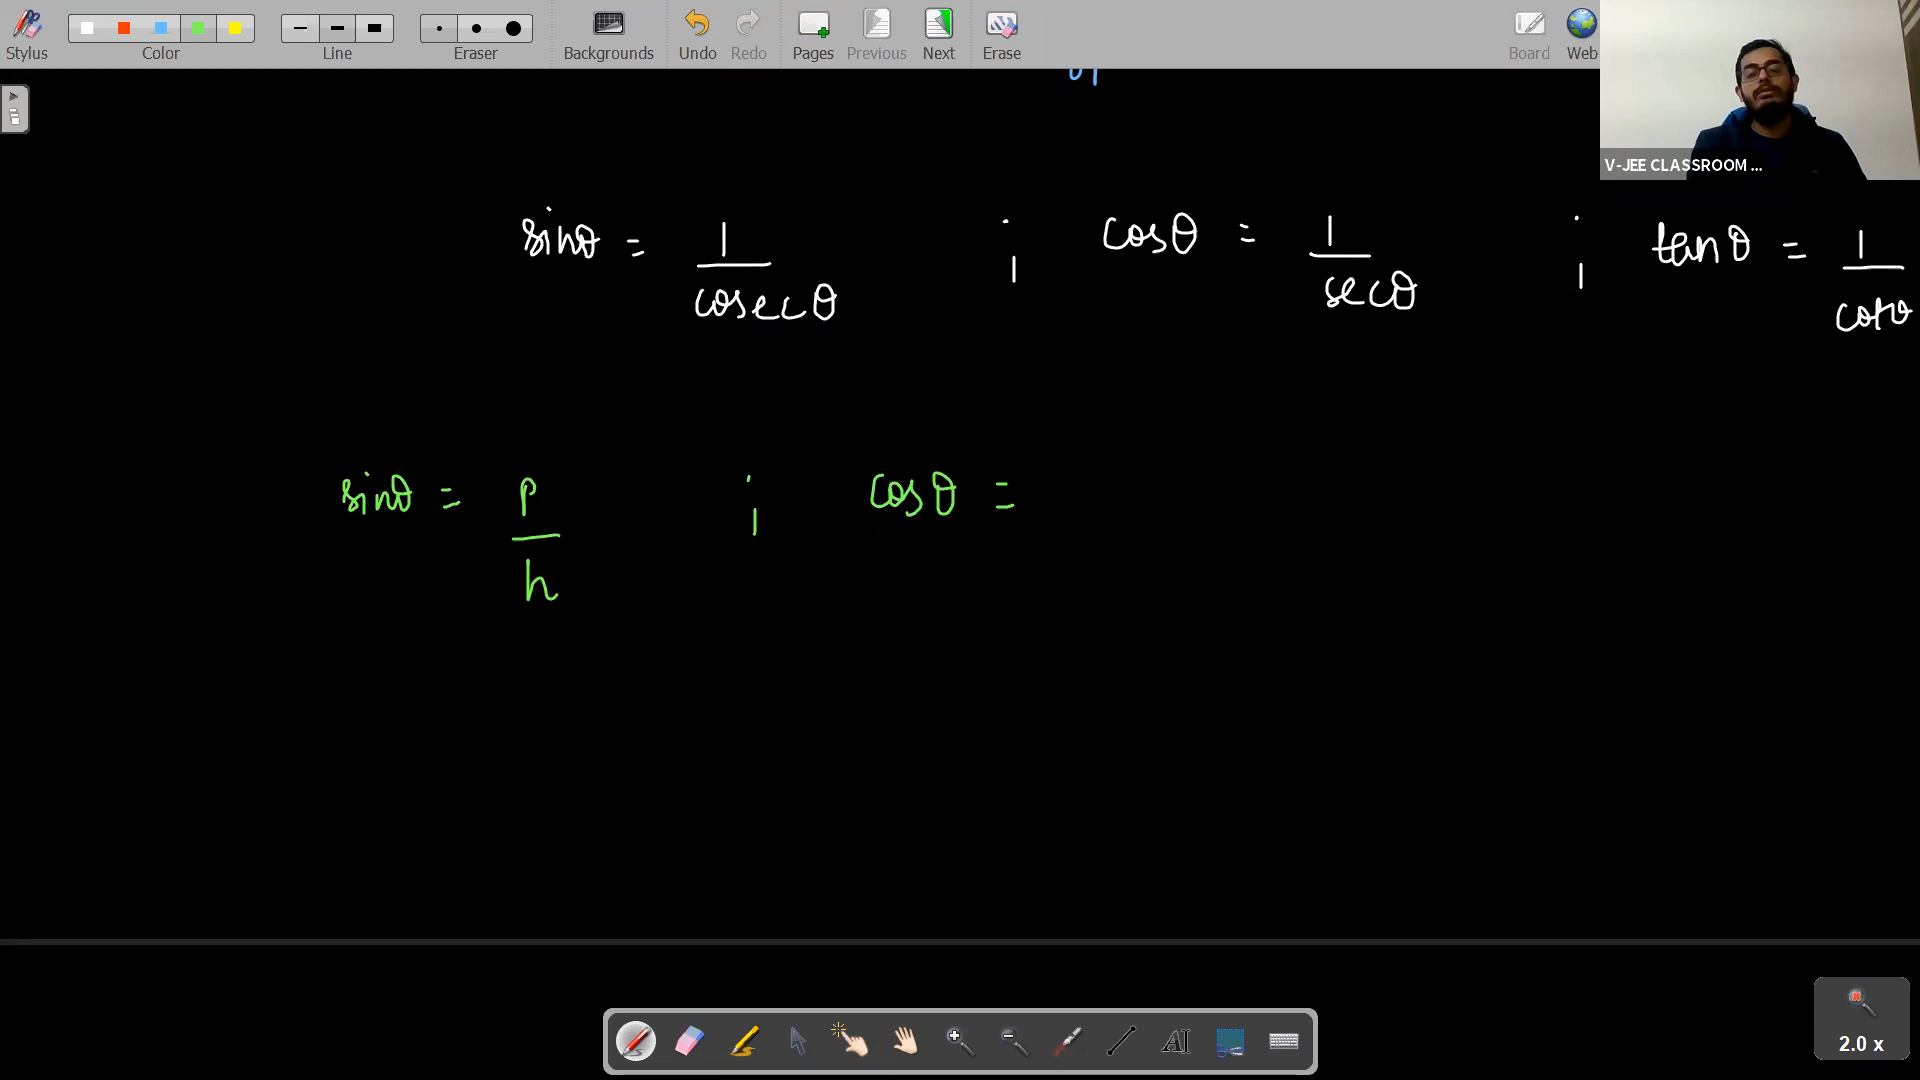 Stylus Color Line Eraser Backgrounds Undo Redo Pages Previous Next Erase Board Web
V-JEE CLASSROOM ...
sinθ = 1/cosecθ ; cosθ = 1/secθ ; tanθ = 1/cotθ
sinθ = p/h ; cosθ =
2.0 x